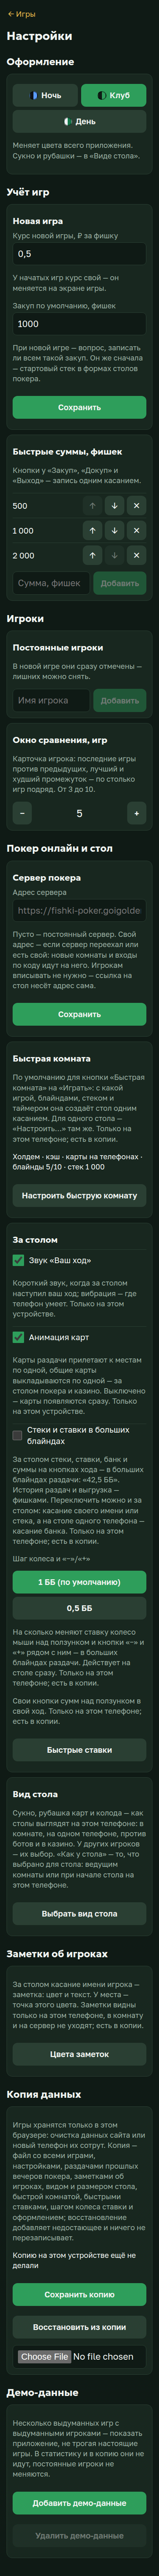 ← Игры
Настройки
Оформление
Ночь
Клуб
День
Меняет цвета всего приложения.
Сукно и рубашки — в «Виде стола».
Учёт игр
Новая игра
Курс новой игры, ₽ за фишку
0,5
У начатых игр курс свой — он
меняется на экране игры.
Закуп по умолчанию, фишек
1000
При новой игре — вопрос, записать
ли всем такой закуп. Он же сначала
— стартовый стек в формах столов
покера.
Сохранить
Быстрые суммы, фишек
Кнопки у «Закуп», «Докуп» и
«Выход» — запись одним касанием.
500 ↑ ↓ ✕
1 000 ↑ ↓ ✕
2 000 ↑ ↓ ✕
Сумма, фишек
Добавить
Игроки
Постоянные игроки
В новой игре они сразу отмечены —
лишних можно снять.
Имя игрока
Добавить
Окно сравнения, игр
Карточка игрока: последние игры
против предыдущих, лучший и
худший промежуток — по столько
игр подряд. От 3 до 10.
− 5 +
Покер онлайн и стол
Сервер покера
Адрес сервера
https://fishki-poker.goigolde
Пусто — постоянный сервер. Свой
адрес — если сервер переехал или
есть свой: новые комнаты и входы
по коду идут на него. Игрокам
вписывать не нужно — ссылка на
стол несёт адрес сама.
Сохранить
Быстрая комната
По умолчанию для кнопки «Быстрая
комната» на «Играть»: с какой
игрой, блайндами, стеком и
таймером она создаёт стол одним
касанием. Для одного стола —
«Настроить…» там же. Только на
этом телефоне; есть в копии.
Холдем · кэш · карты на телефонах ·
блайнды 5/10 · стек 1 000
Настроить быструю комнату
За столом
Звук «Ваш ход»
Короткий звук, когда за столом
наступил ваш ход; вибрация — где
телефон умеет. Только на этом
устройстве.
Анимация карт
Карты раздачи прилетают к местам
по одной, общие карты
выкладываются по одной — за
столом покера и казино. Выключено
— карты появляются сразу. Только
на этом устройстве.
Стеки и ставки в больших
блайндах
За столом стеки, ставки, банк и
суммы на кнопках хода — в больших
блайндах раздачи: «42,5 ББ».
История раздач и выгрузка —
фишками. Переключить можно и за
столом: касание своего имени или
стека, а на столе одного телефона —
касание банка. Только на этом
телефоне; есть в копии.
Шаг колеса и «−»/«+»
1 ББ (по умолчанию)
0,5 ББ
На сколько меняют ставку колесо
мыши над ползунком и кнопки «−» и
«+» рядом с ним — в больших
блайндах раздачи. Действует на
столе сразу. Только на этом
телефоне; есть в копии.
Свои кнопки сумм над ползунком в
свой ход. Только на этом телефоне;
есть в копии.
Быстрые ставки
Вид стола
Сукно, рубашка карт и колода — как
столы выглядят на этом телефоне: в
комнате, на одном телефоне, против
ботов и в казино. У других игроков
— их выбор. «Как у стола» — то, что
выбрано для стола: ведущим
комнаты или при начале стола на
этом телефоне.
Выбрать вид стола
Заметки об игроках
За столом касание имени игрока —
заметка: цвет и текст. У места —
точка этого цвета. Заметки видны
только на этом телефоне, в комнату
и на сервер не уходят; есть в копии.
Цвета заметок
Копия данных
Игры хранятся только в этом
браузере: очистка данных сайта или
новый телефон их сотрут. Копия —
файл со всеми играми,
настройками, раздачами прошлых
вечеров покера, заметками об
игроках, видом и размером стола,
быстрой комнатой, быстрыми
ставками, шагом колеса ставки и
оформлением; восстановление
добавляет недостающее и ничего не
перезаписывает.
Копию на этом устройстве ещё не
делали
Сохранить копию
Восстановить из копии
Choose File No file chosen
Демо-данные
Несколько выдуманных игр с
выдуманными игроками — показать
приложение, не трогая настоящие
игры. В статистику и в копию они не
идут, постоянные игроки не
меняются.
Добавить демо-данные
Удалить демо-данные